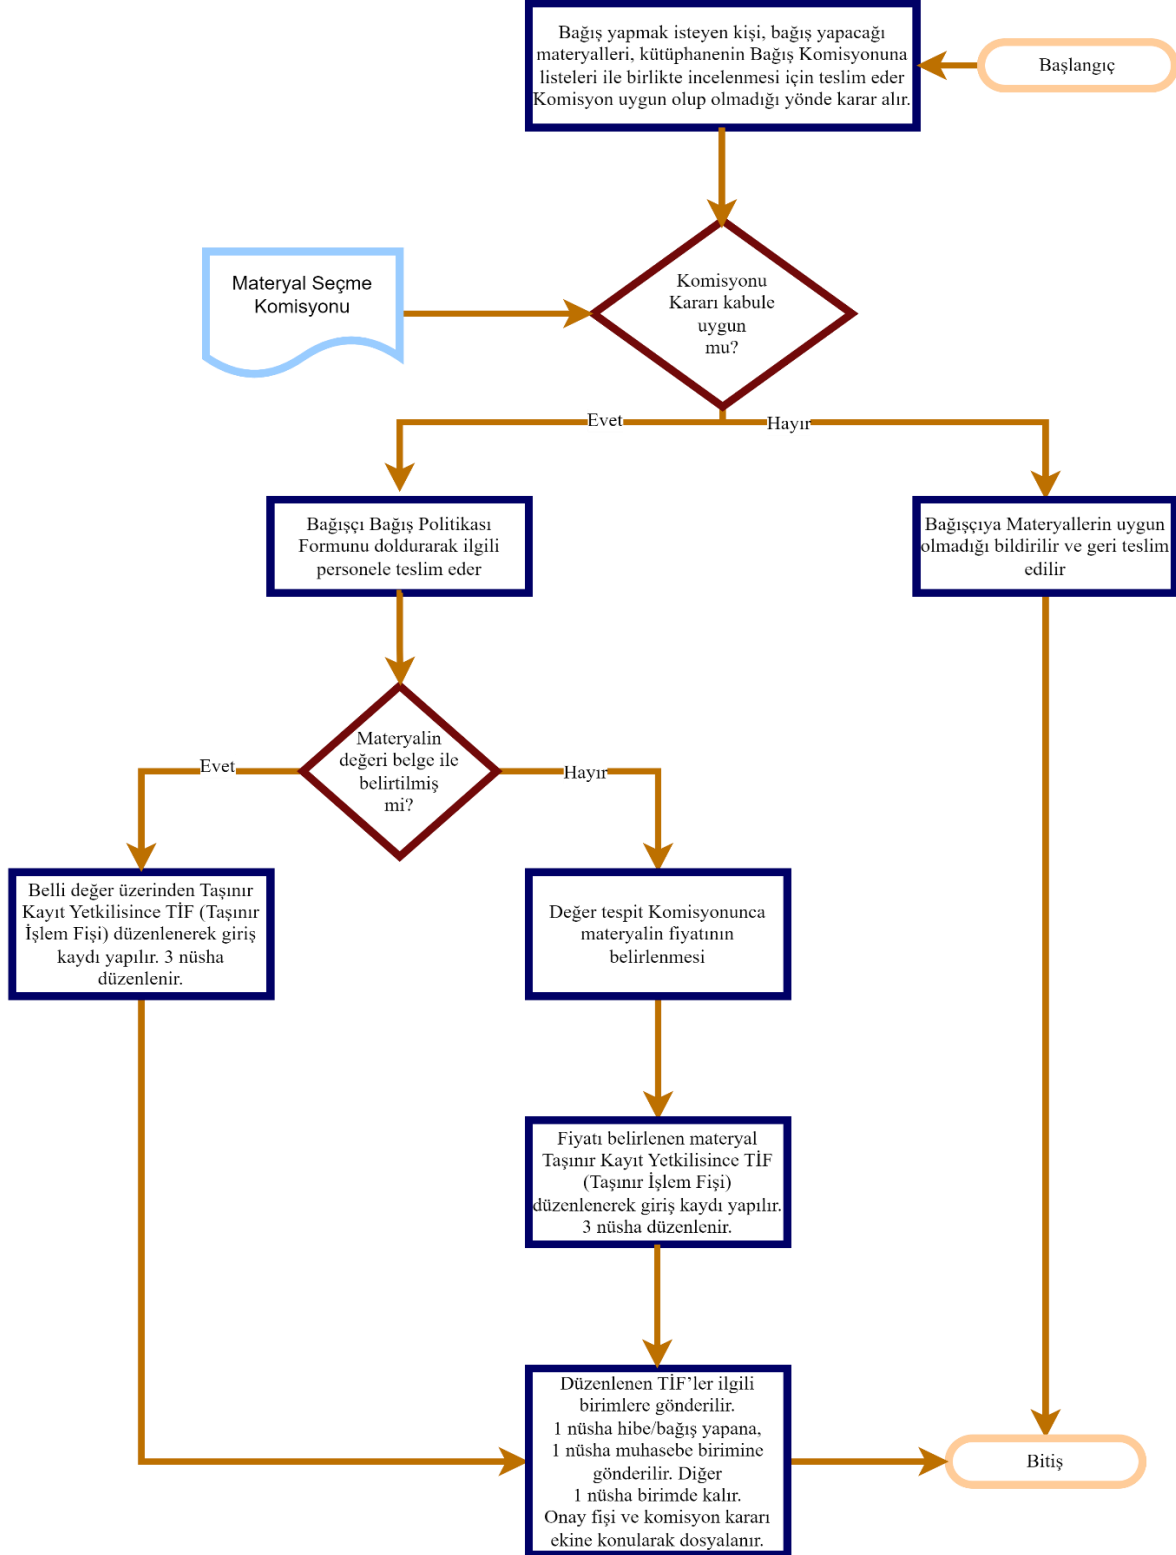 Bağış yapmak isteyen kişi, bağış yapacağı
materyalleri, kütüphanenin Bağış Komisyonuna
listeleri ile birlikte incelenmesi için teslim eder
Komisyon uygun olup olmadığı yönde karar alır.
Başlangıç
Materyal Seçme
Komisyonu
Komisyonu
Kararı kabule
uygun
mu?
Evet
Hayır
Bağışçı Bağış Politikası
Formunu doldurarak ilgili
personele teslim eder
Bağışçıya Materyallerin uygun
olmadığı bildirilir ve geri teslim
edilir
Materyalin
değeri belge ile
belirtilmiş
mi?
Evet
Hayır
Belli değer üzerinden Taşınır
Kayıt Yetkilisince TİF (Taşınır
İşlem Fişi) düzenlenerek giriş
kaydı yapılır. 3 nüsha
düzenlenir.
Değer tespit Komisyonunca
materyalin fiyatının
belirlenmesi
Fiyatı belirlenen materyal
Taşınır Kayıt Yetkilisince TİF
(Taşınır İşlem Fişi)
düzenlenerek giriş kaydı yapılır.
3 nüsha düzenlenir.
Düzenlenen TİF’ler ilgili
birimlere gönderilir.
1 nüsha hibe/bağış yapana,
1 nüsha muhasebe birimine
gönderilir. Diğer
1 nüsha birimde kalır.
Onay fişi ve komisyon kararı
ekine konularak dosyalanır.
Bitiş